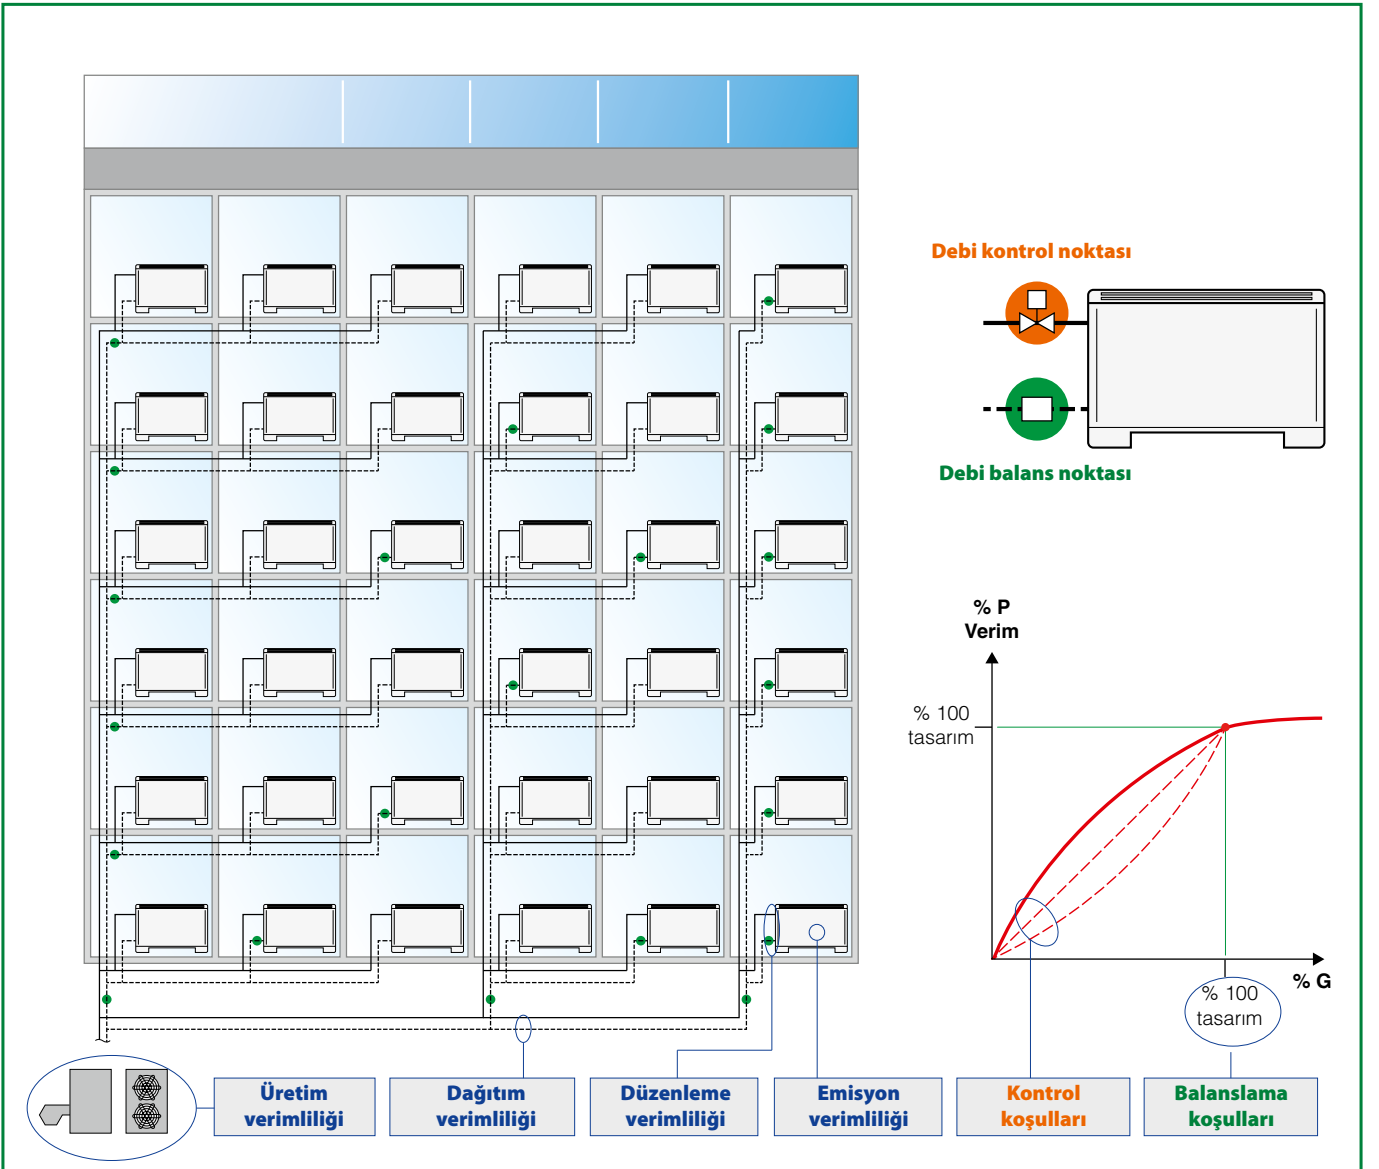 Debi kontrol noktası
Debi balans noktası
% P
Verim
% 100
tasarım
% G
% 100
tasarım
Üretim
verimliliği
Dağıtım
verimliliği
Düzenleme
verimliliği
Emisyon
verimliliği
Kontrol
koşulları
Balanslama
koşulları